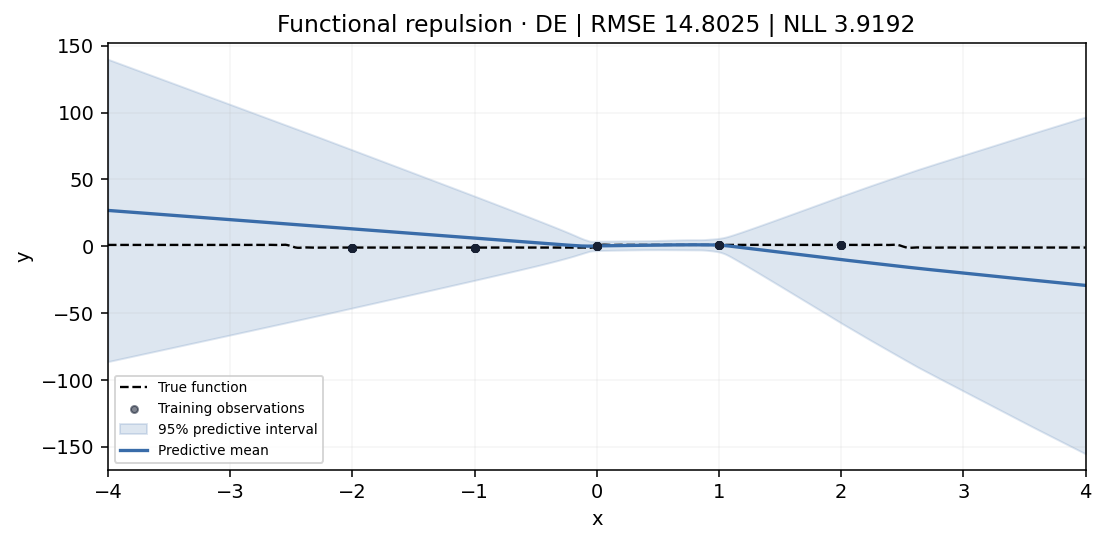 Functional repulsion · DE | RMSE 14.8025 | NLL 3.9192
150
100
50
0
−50
−100
−150
y
True function
Training observations
95% predictive interval
Predictive mean
−4
−3
−2
−1
0
1
2
3
4
x